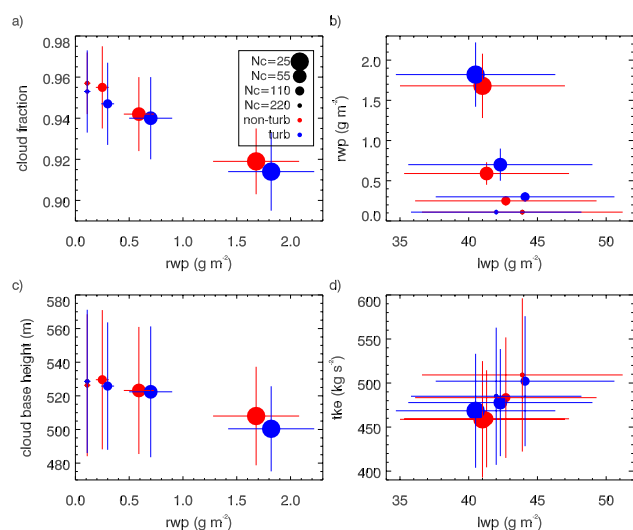 a)
b)
cloud fraction
0.96
0.94
0.92
0.90
Nc=25
Nc=55
Nc=110
Nc=220
non-turb
turb
0.0 0.5 1.0 1.5 2.0
rwp (g m⁻²)
rwp (g m⁻²)
2.0
1.5
1.0
0.5
0.0
35 40 45 50
lwp (g m⁻²)
c)
d)
cloud base height (m)
580
560
540
520
500
480
0.0 0.5 1.0 1.5 2.0
rwp (g m⁻²)
tke (kg s⁻²)
600
550
500
450
400
35 40 45 50
lwp (g m⁻²)